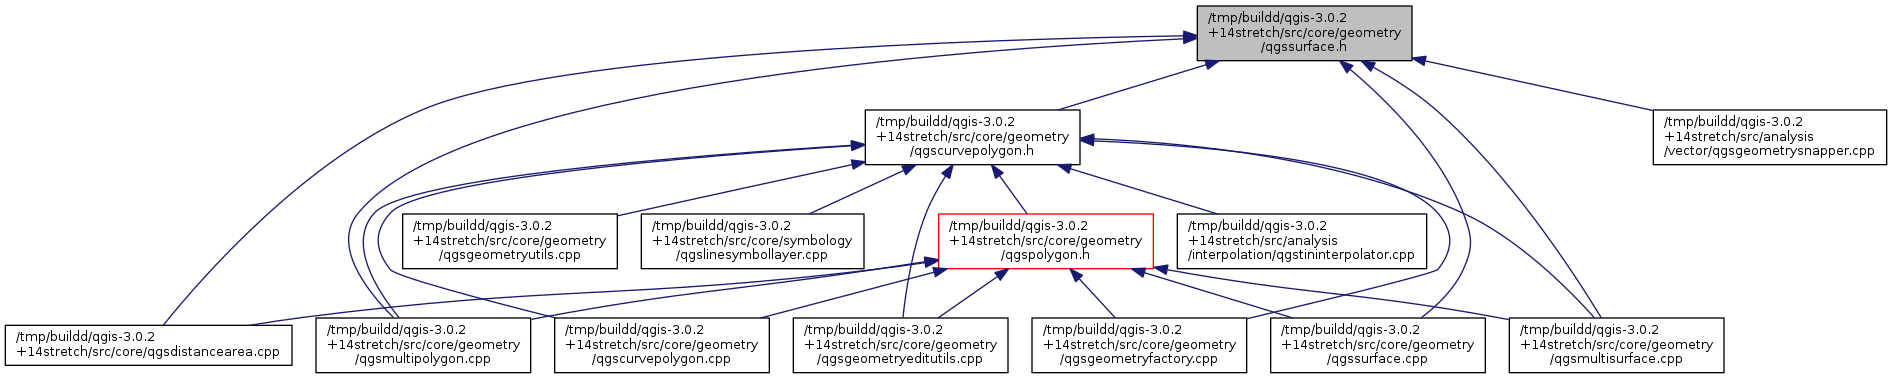 /tmp/buildd/qgis-3.0.2
+14stretch/src/core/geometry
/qgssurface.h
/tmp/buildd/qgis-3.0.2
+14stretch/src/core/geometry
/qgscurvepolygon.h
/tmp/buildd/qgis-3.0.2
+14stretch/src/analysis
/vector/qgsgeometrysnapper.cpp
/tmp/buildd/qgis-3.0.2
+14stretch/src/core/geometry
/qgsgeometryutils.cpp
/tmp/buildd/qgis-3.0.2
+14stretch/src/core/symbology
/qgslinesymbollayer.cpp
/tmp/buildd/qgis-3.0.2
+14stretch/src/core/geometry
/qgspolygon.h
/tmp/buildd/qgis-3.0.2
+14stretch/src/analysis
/interpolation/qgstininterpolator.cpp
/tmp/buildd/qgis-3.0.2
+14stretch/src/core/qgsdistancearea.cpp
/tmp/buildd/qgis-3.0.2
+14stretch/src/core/geometry
/qgsmultipolygon.cpp
/tmp/buildd/qgis-3.0.2
+14stretch/src/core/geometry
/qgscurvepolygon.cpp
/tmp/buildd/qgis-3.0.2
+14stretch/src/core/geometry
/qgsgeometryeditutils.cpp
/tmp/buildd/qgis-3.0.2
+14stretch/src/core/geometry
/qgsgeometryfactory.cpp
/tmp/buildd/qgis-3.0.2
+14stretch/src/core/geometry
/qgssurface.cpp
/tmp/buildd/qgis-3.0.2
+14stretch/src/core/geometry
/qgsmultisurface.cpp